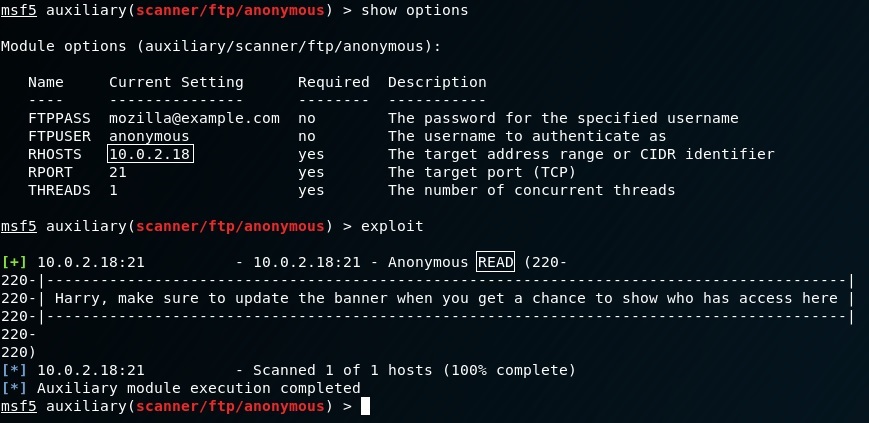 msf5 auxiliary(scanner/ftp/anonymous) > show options
Module options (auxiliary/scanner/ftp/anonymous):
Name Current Setting Required Description
---- --------------- -------- -----------
FTPPASS mozilla@example.com no The password for the specified username
FTPUSER anonymous no The username to authenticate as
RHOSTS 10.0.2.18 yes The target address range or CIDR identifier
RPORT 21 yes The target port (TCP)
THREADS 1 yes The number of concurrent threads
msf5 auxiliary(scanner/ftp/anonymous) > exploit
[+] 10.0.2.18:21 - 10.0.2.18:21 - Anonymous READ (220-
220-|-----------------------------------------------------------------------------------------|
220-| Harry, make sure to update the banner when you get a chance to show who has access here |
220-|-----------------------------------------------------------------------------------------|
220-
220)
[*] 10.0.2.18:21 - Scanned 1 of 1 hosts (100% complete)
[*] Auxiliary module execution completed
msf5 auxiliary(scanner/ftp/anonymous) >